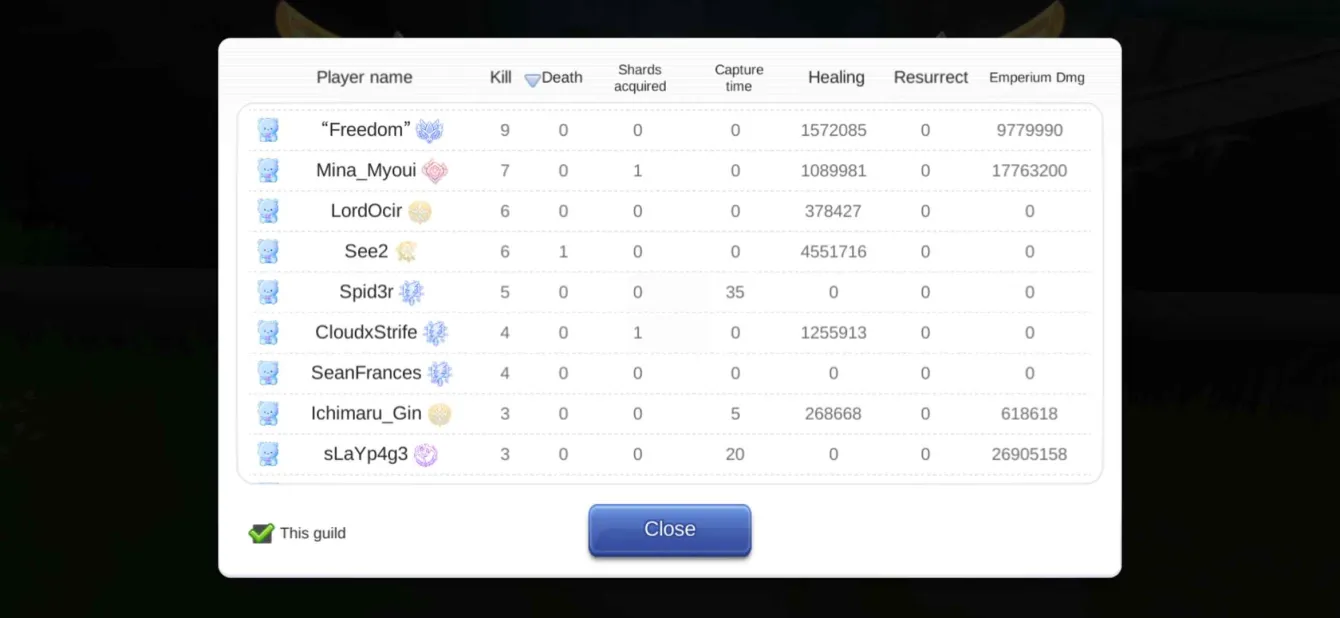 Player name Kill Death Shards acquired Capture time Healing Resurrect Emperium Dmg
“Freedom” 9 0 0 0 1572085 0 9779990
Mina_Myoui 7 0 1 0 1089981 0 17763200
LordOcir 6 0 0 0 378427 0 0
See2 6 1 0 0 4551716 0 0
Spid3r 5 0 0 35 0 0 0
CloudxStrife 4 0 1 0 1255913 0 0
SeanFrances 4 0 0 0 0 0 0
Ichimaru_Gin 3 0 0 5 268668 0 618618
sLaYp4g3 3 0 0 20 0 0 26905158
This guild
Close